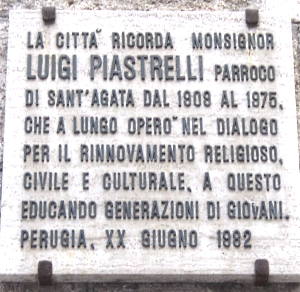 LA CITTA' RICORDA MONSIGNOR
LUIGI PIASTRELLI PARROCO
DI SANT'AGATA DAL 1908 AL 1975,
CHE A LUNGO OPERO' NEL DIALOGO
PER IL RINNOVAMENTO RELIGIOSO,
CIVILE E CULTURALE, A QUESTO
EDUCANDO GENERAZIONI DI GIOVANI.
PERUGIA, XX GIUGNO 1982